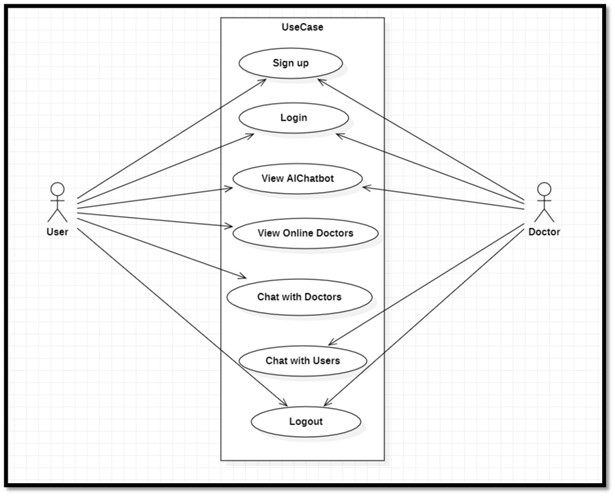 UseCase
Sign up
Login
View AIChatbot
View Online Doctors
User
Doctor
Chat with Doctors
Chat with Users
Logout